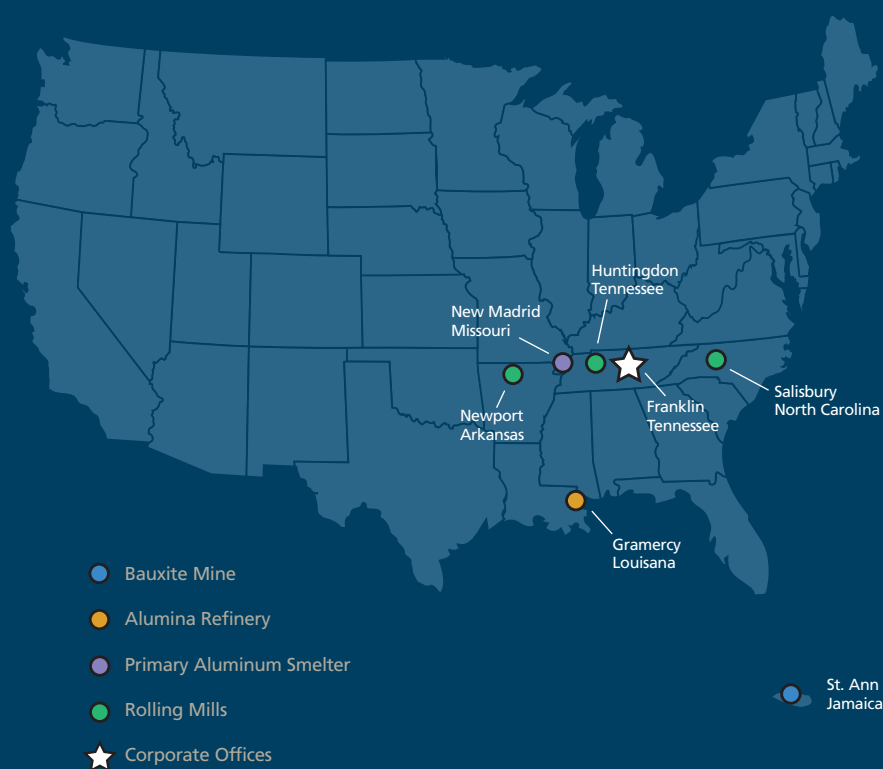 Huntingdon
Tennessee
New Madrid
Missouri
Salisbury
North Carolina
Franklin
Tennessee
Newport
Arkansas
Gramercy
Louisana
Bauxite Mine
Alumina Refinery
Primary Aluminum Smelter
Rolling Mills
Corporate Offices
St. Ann
Jamaica